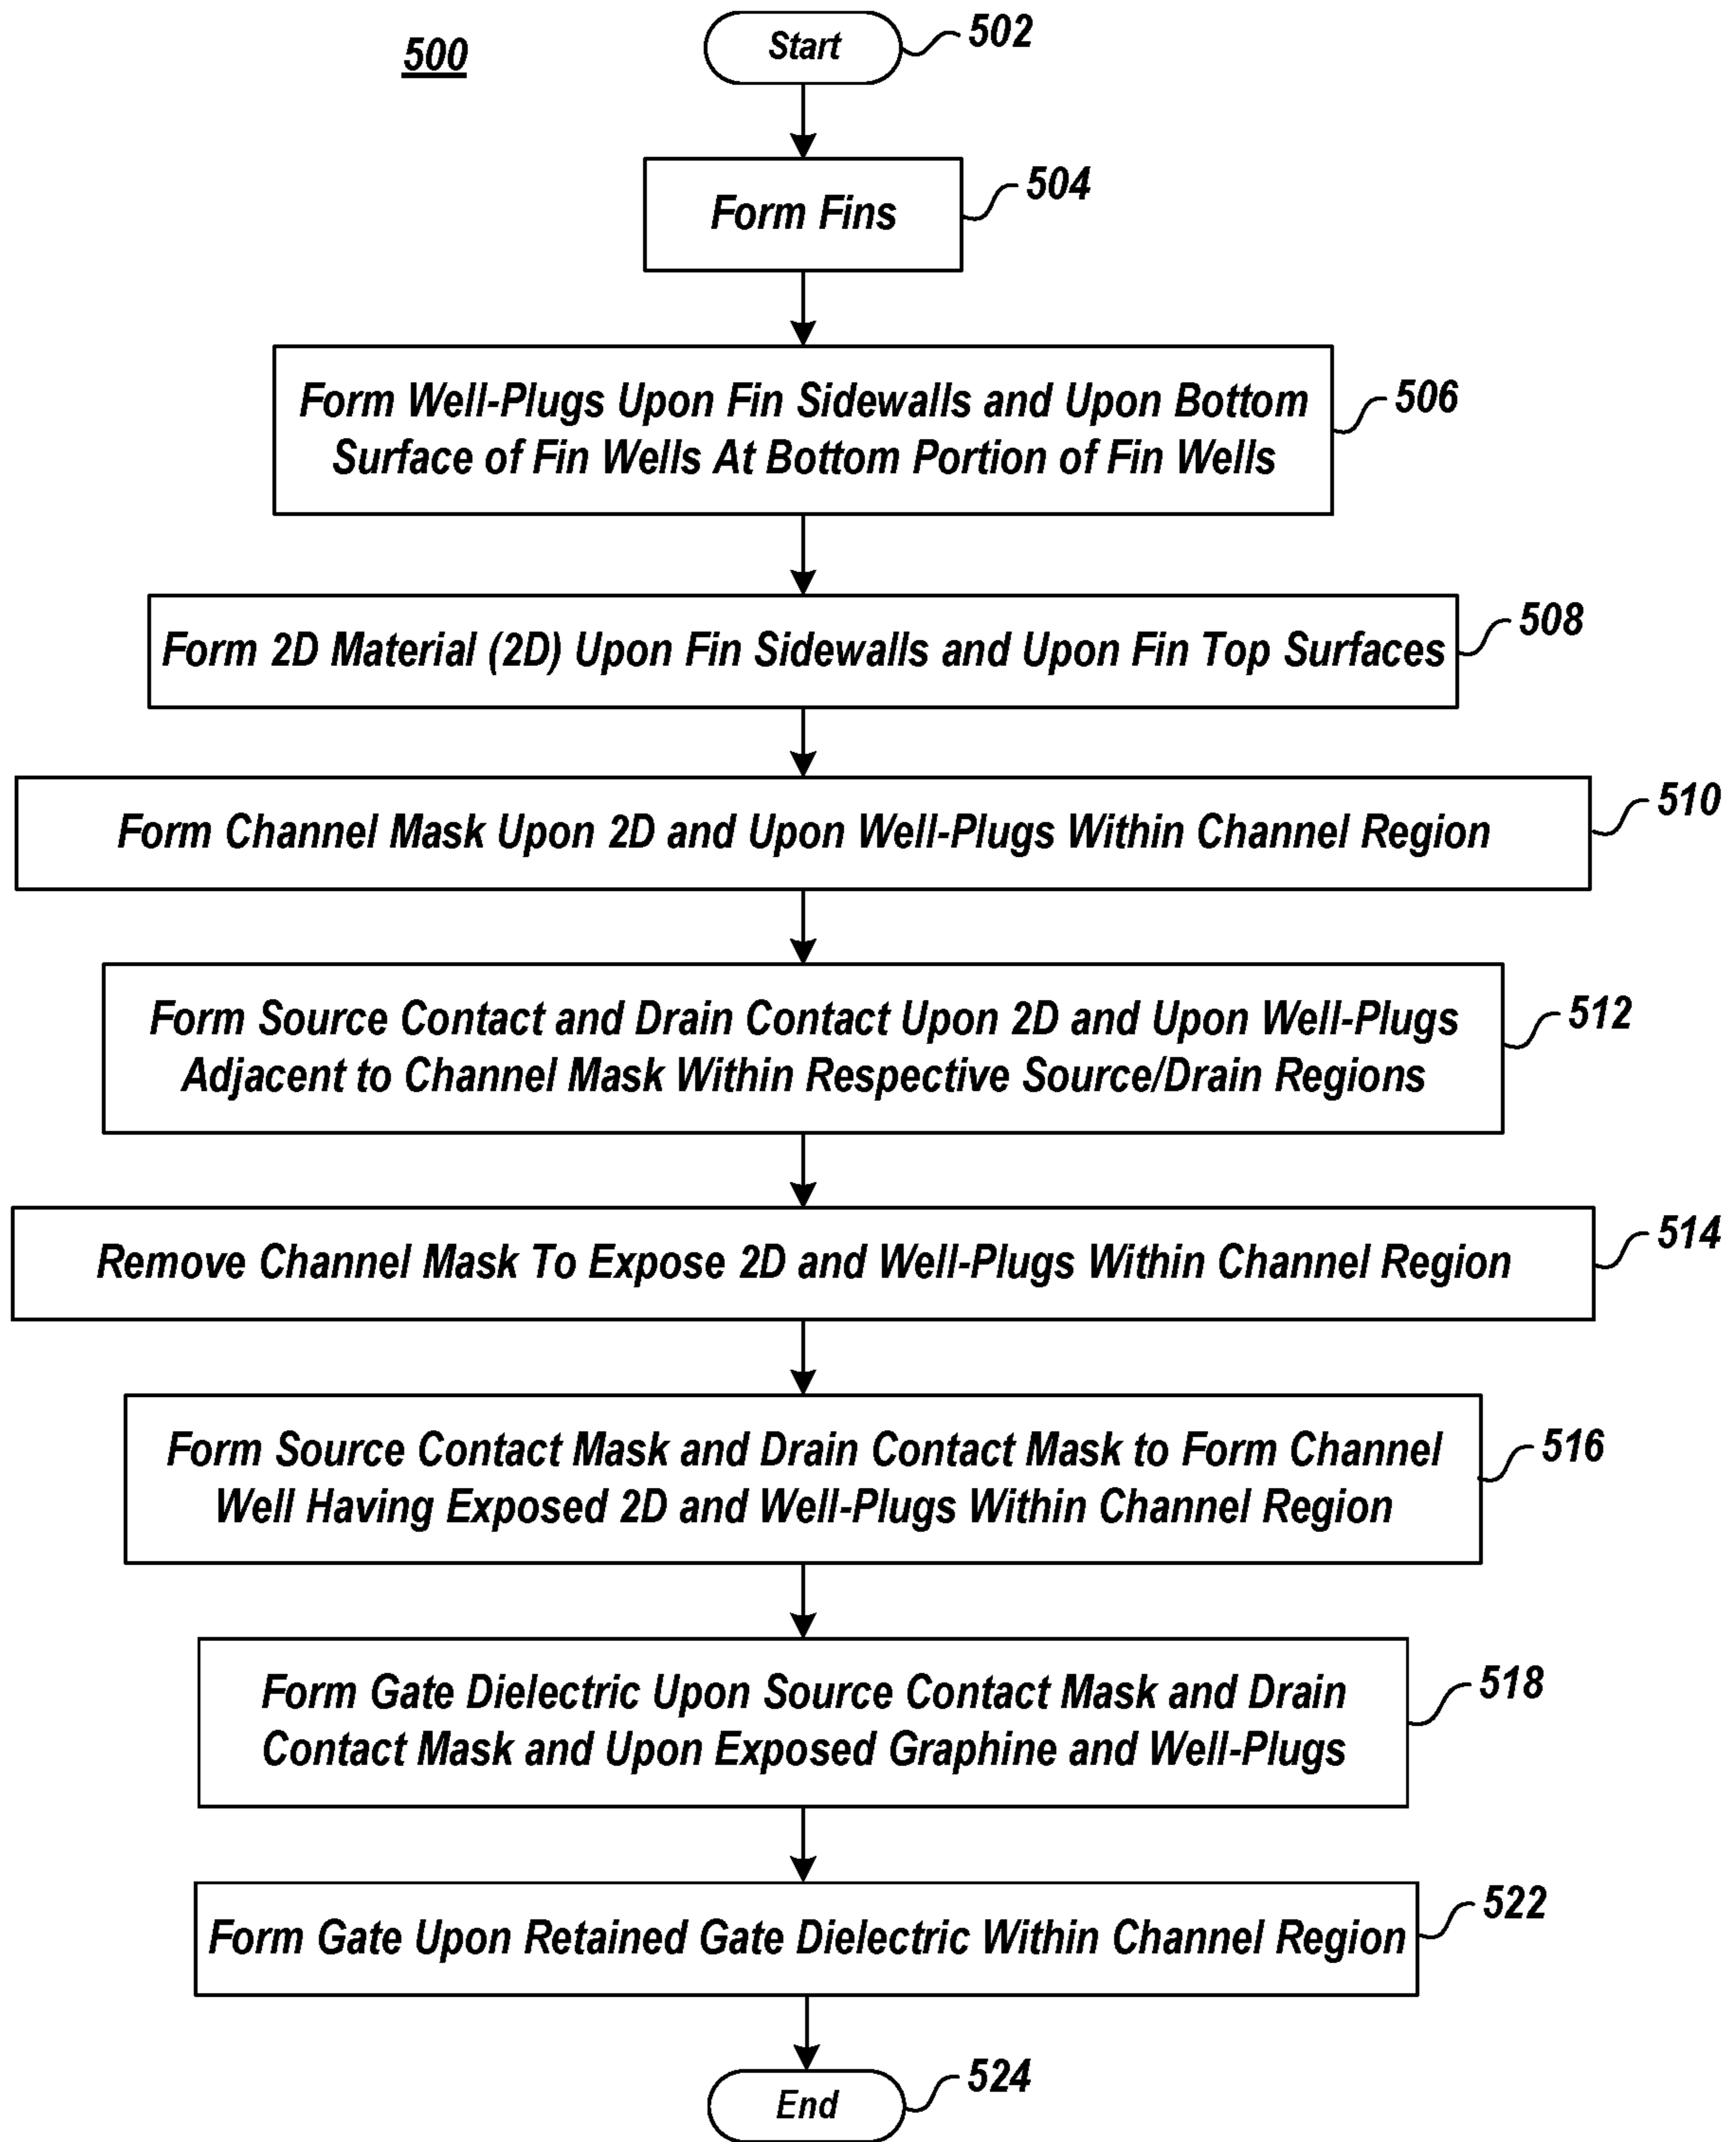 500
Start
502
Form Fins
504
Form Well-Plugs Upon Fin Sidewalls and Upon Bottom
Surface of Fin Wells At Bottom Portion of Fin Wells
506
Form 2D Material (2D) Upon Fin Sidewalls and Upon Fin Top Surfaces
508
Form Channel Mask Upon 2D and Upon Well-Plugs Within Channel Region
510
Form Source Contact and Drain Contact Upon 2D and Upon Well-Plugs
Adjacent to Channel Mask Within Respective Source/Drain Regions
512
Remove Channel Mask To Expose 2D and Well-Plugs Within Channel Region
514
Form Source Contact Mask and Drain Contact Mask to Form Channel
Well Having Exposed 2D and Well-Plugs Within Channel Region
516
Form Gate Dielectric Upon Source Contact Mask and Drain
Contact Mask and Upon Exposed Graphine and Well-Plugs
518
Form Gate Upon Retained Gate Dielectric Within Channel Region
522
End
524